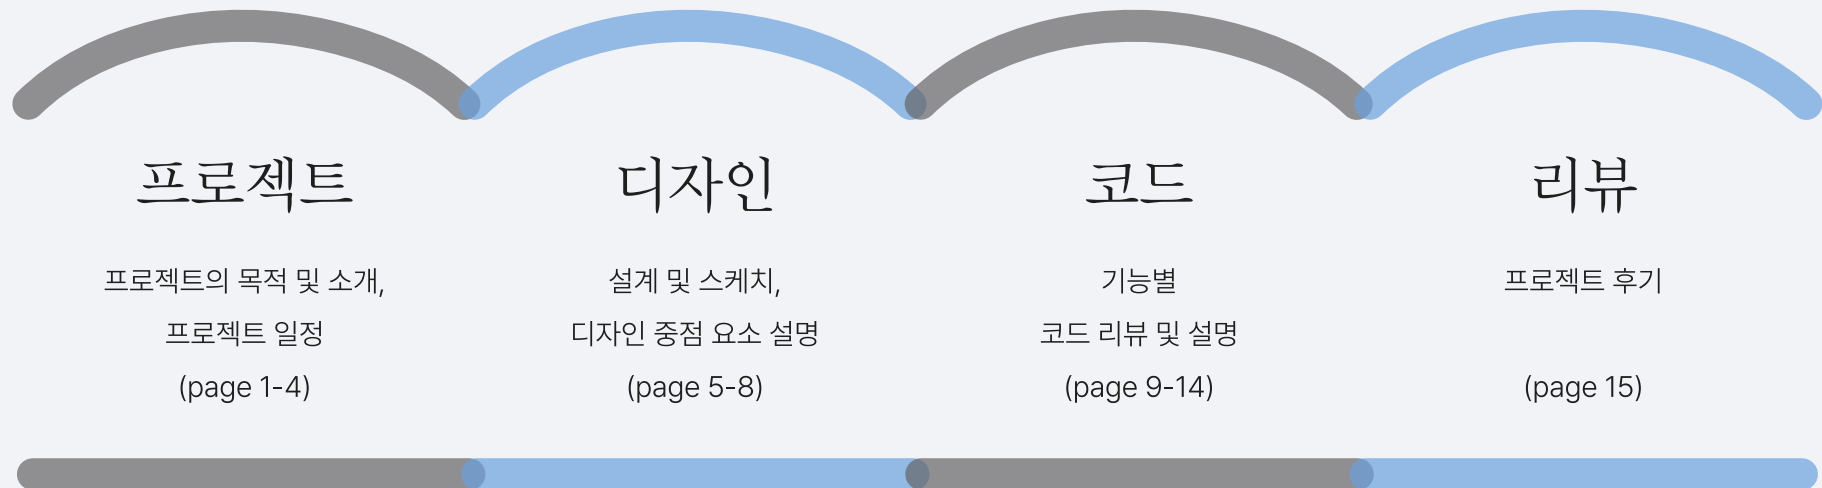 프로젝트
프로젝트의 목적 및 소개,
프로젝트 일정
(page 1-4)
디자인
설계 및 스케치,
디자인 중점 요소 설명
(page 5-8)
코드
기능별
코드 리뷰 및 설명
(page 9-14)
리뷰
프로젝트 후기
(page 15)